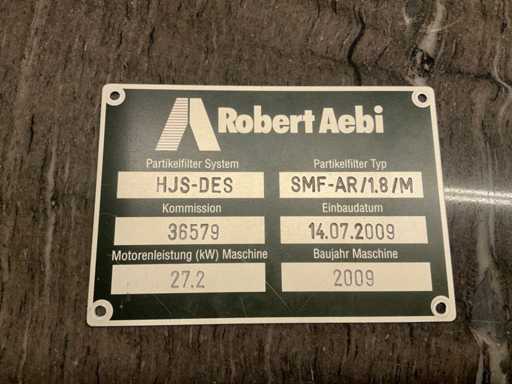 Robert Aebi
Partikelfilter System Partikelfilter Typ
HJS-DES SMF-AR/1.8/M
Kommission Einbaudatum
36579 14.07.2009
Motorenleistung (kW) Maschine Baujahr Maschine
27.2 2009